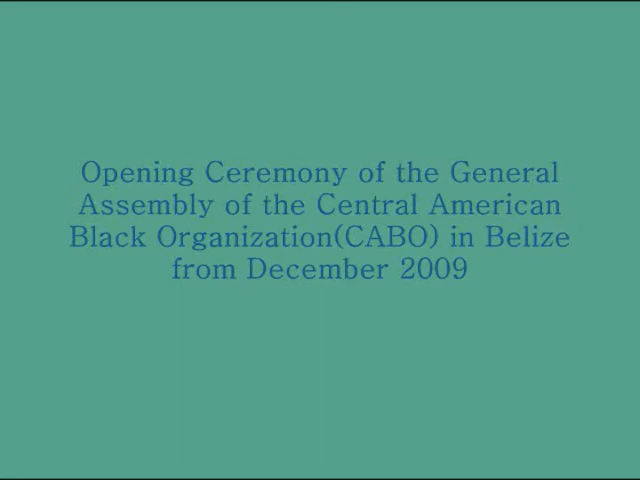 Opening Ceremony of the General
Assembly of the Central American
Black Organization(CABO) in Belize
from December 2009